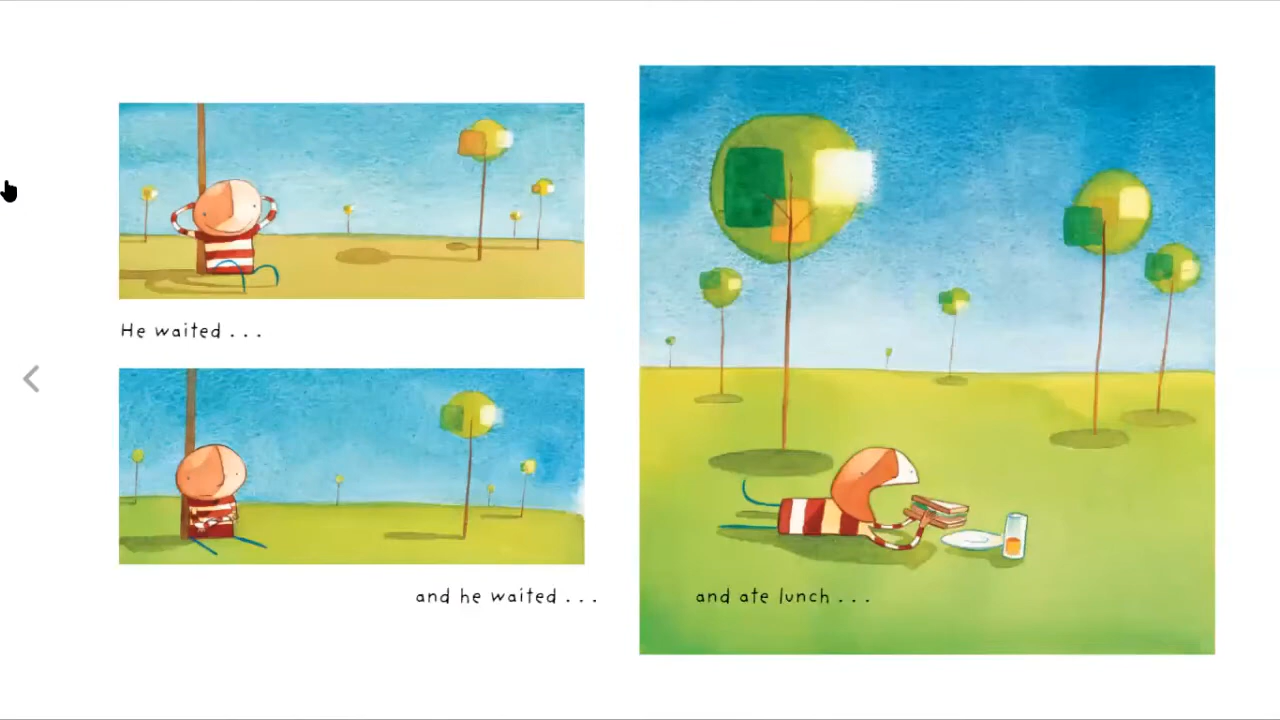 He waited . . .
and he waited . . .
and ate lunch . . .